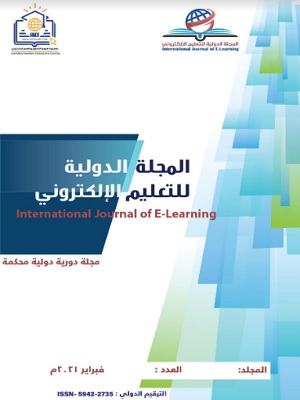 المجلة الدولية للتعليم الإلكتروني
International Journal of E-Learning
المجلة الدولية
للتعليم الإلكتروني
International Journal of E-Learning
مجلة دورية دولية محكمة
المجلد:
العدد :
فبراير ٢٠٢١م
الترقيم الدولي : ISSN- 5942-2735